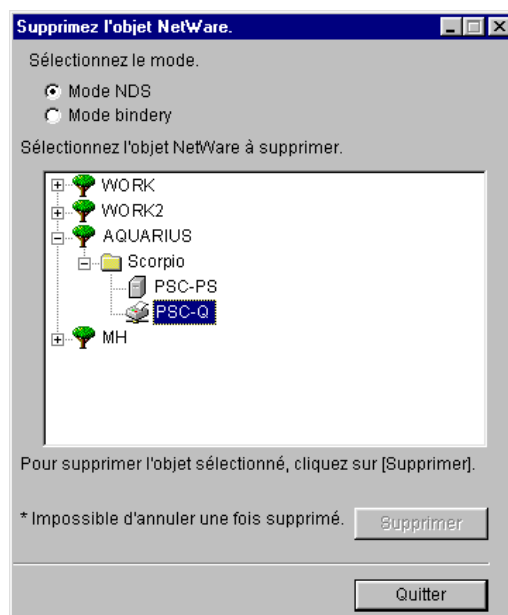 Supprimez l'objet NetWare.
Sélectionnez le mode.
Mode NDS
Mode bindery
Sélectionnez l'objet NetWare à supprimer.
WORK
WORK2
AQUARIUS
Scorpio
PSC-PS
PSC-Q
MH
Pour supprimer l'objet sélectionné, cliquez sur [Supprimer].
* Impossible d'annuler une fois supprimé. Supprimer
Quitter